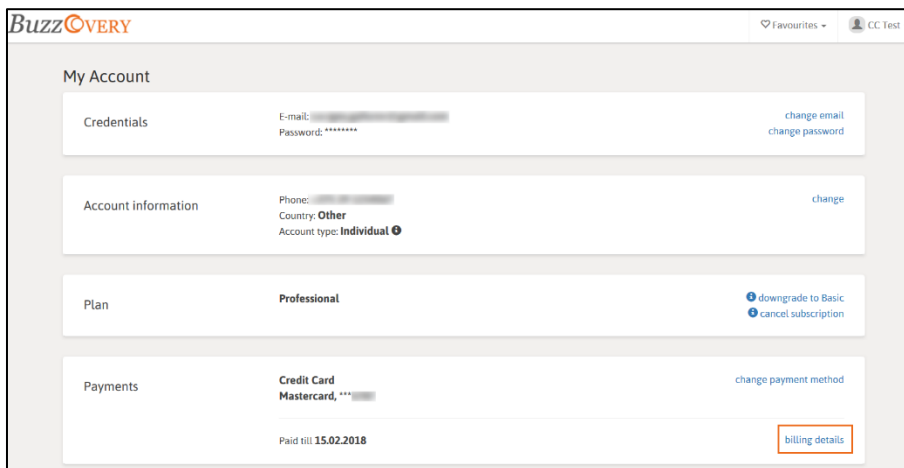 BuzzOVERY
Favourites
CC Test
My Account
Credentials
E-mail:
change email
Password: ********
change password
Account information
Phone:
change
Country: Other
Account type: Individual
Plan
Professional
downgrade to Basic
cancel subscription
Payments
Credit Card
change payment method
Mastercard, ***
Paid till 15.02.2018
billing details